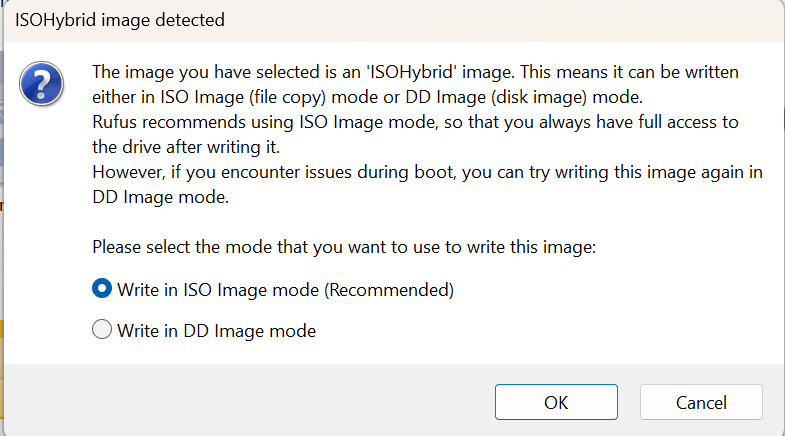 ISOHybrid image detected
The image you have selected is an 'ISOHybrid' image. This means it can be written
either in ISO Image (file copy) mode or DD Image (disk image) mode.
Rufus recommends using ISO Image mode, so that you always have full access to
the drive after writing it.
However, if you encounter issues during boot, you can try writing this image again in
DD Image mode.
Please select the mode that you want to use to write this image:
Write in ISO Image mode (Recommended)
Write in DD Image mode
OK
Cancel